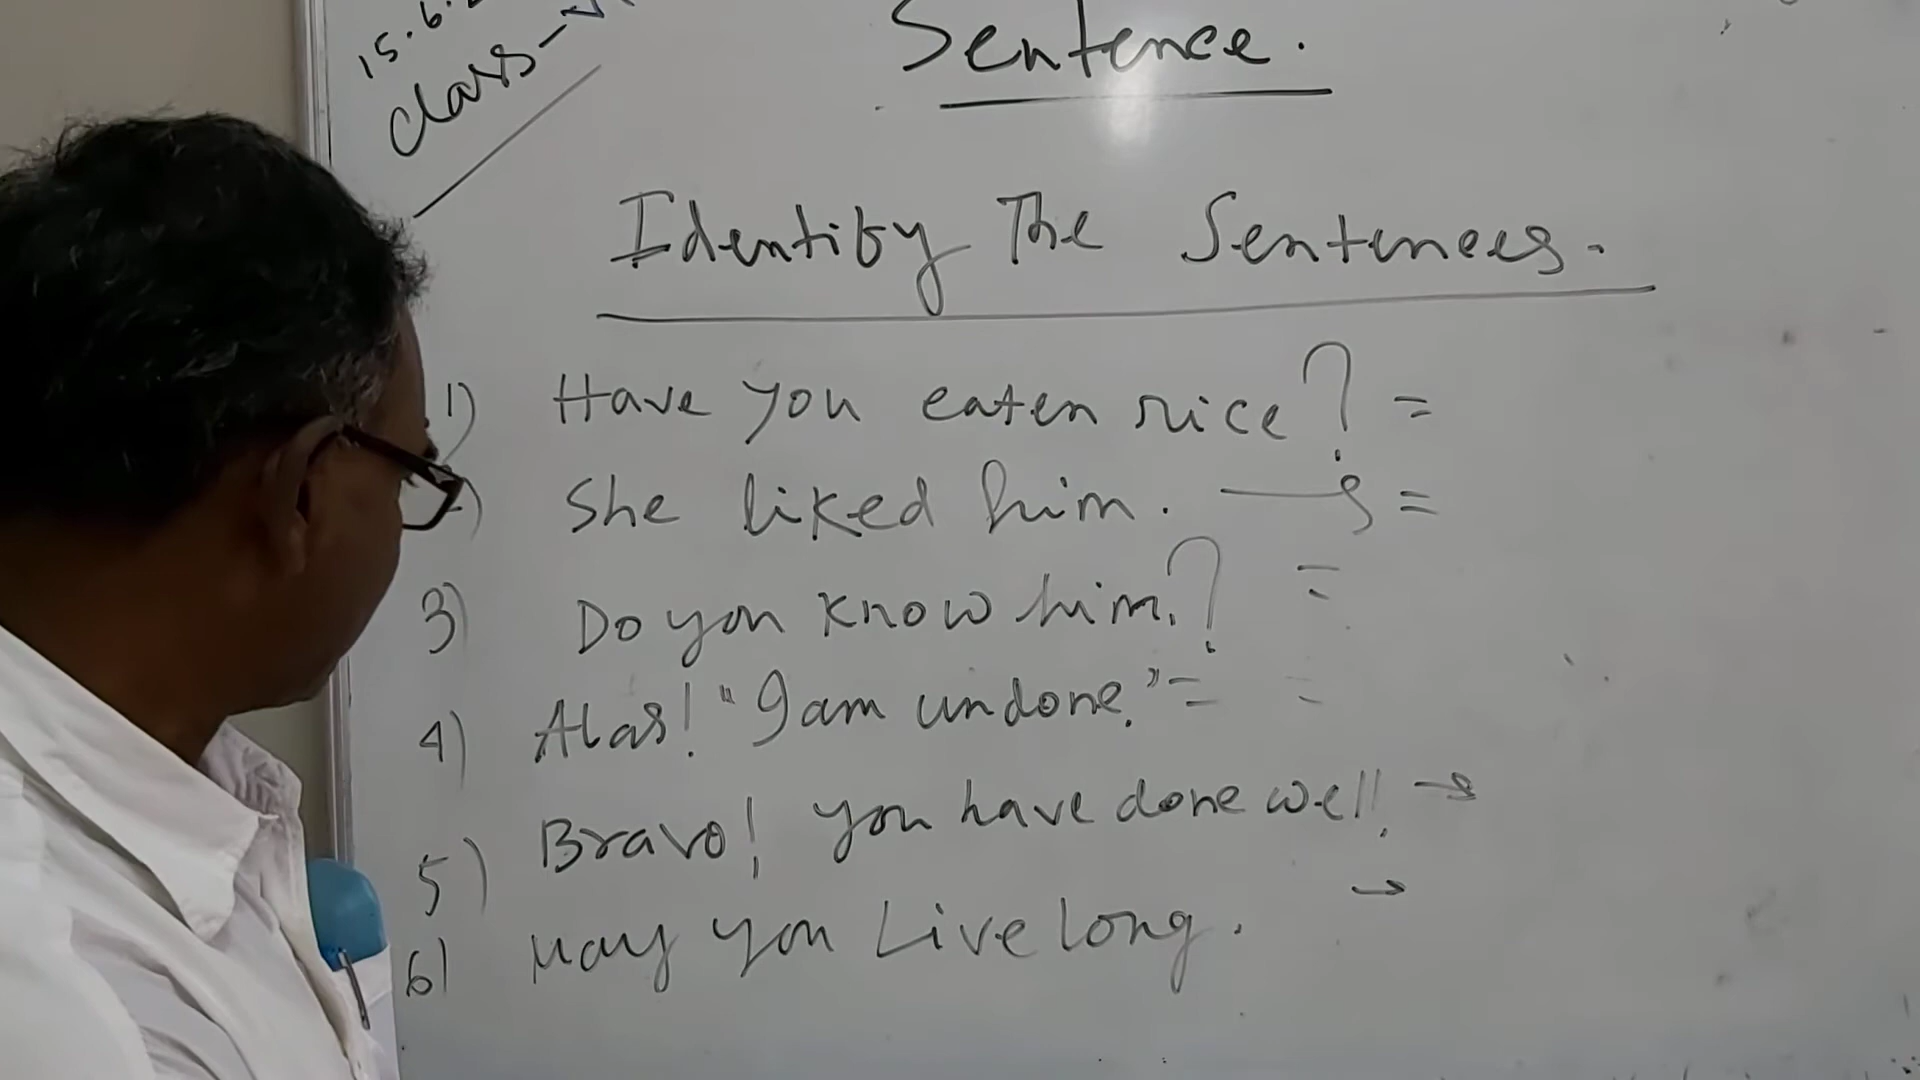 15.6.
class-
Sentence.
Identify The Sentences.
1) Have you eaten rice? =
2) She liked him. =
3) Do you know him.? =
4) Alas! "I am undone." = =
5) Bravo! you have done well. →
6) May you Live long. →